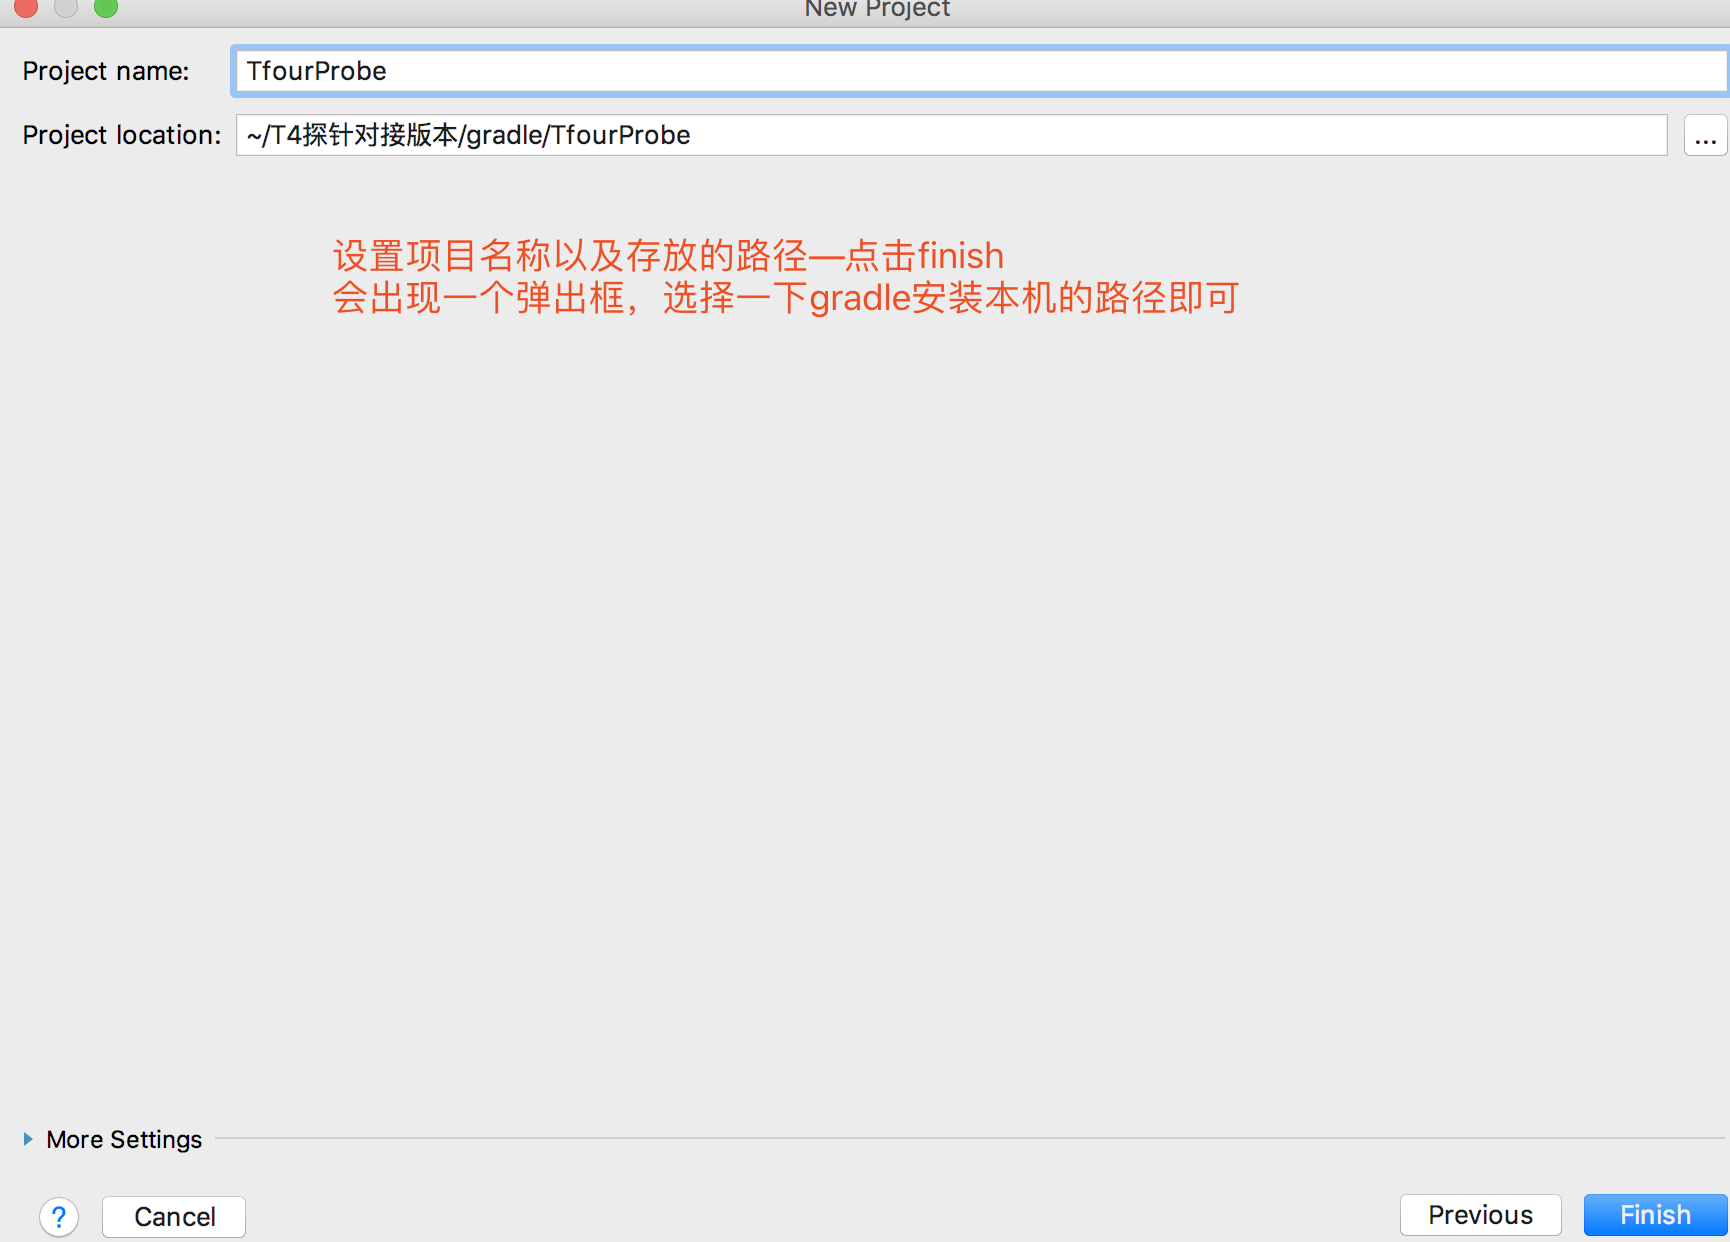 New Project
Project name: TfourProbe
Project location: ~/T4探针对接版本/gradle/TfourProbe ...
设置项目名称以及存放的路径—点击finish
会出现一个弹出框，选择一下gradle安装本机的路径即可
More Settings
? Cancel Previous Finish